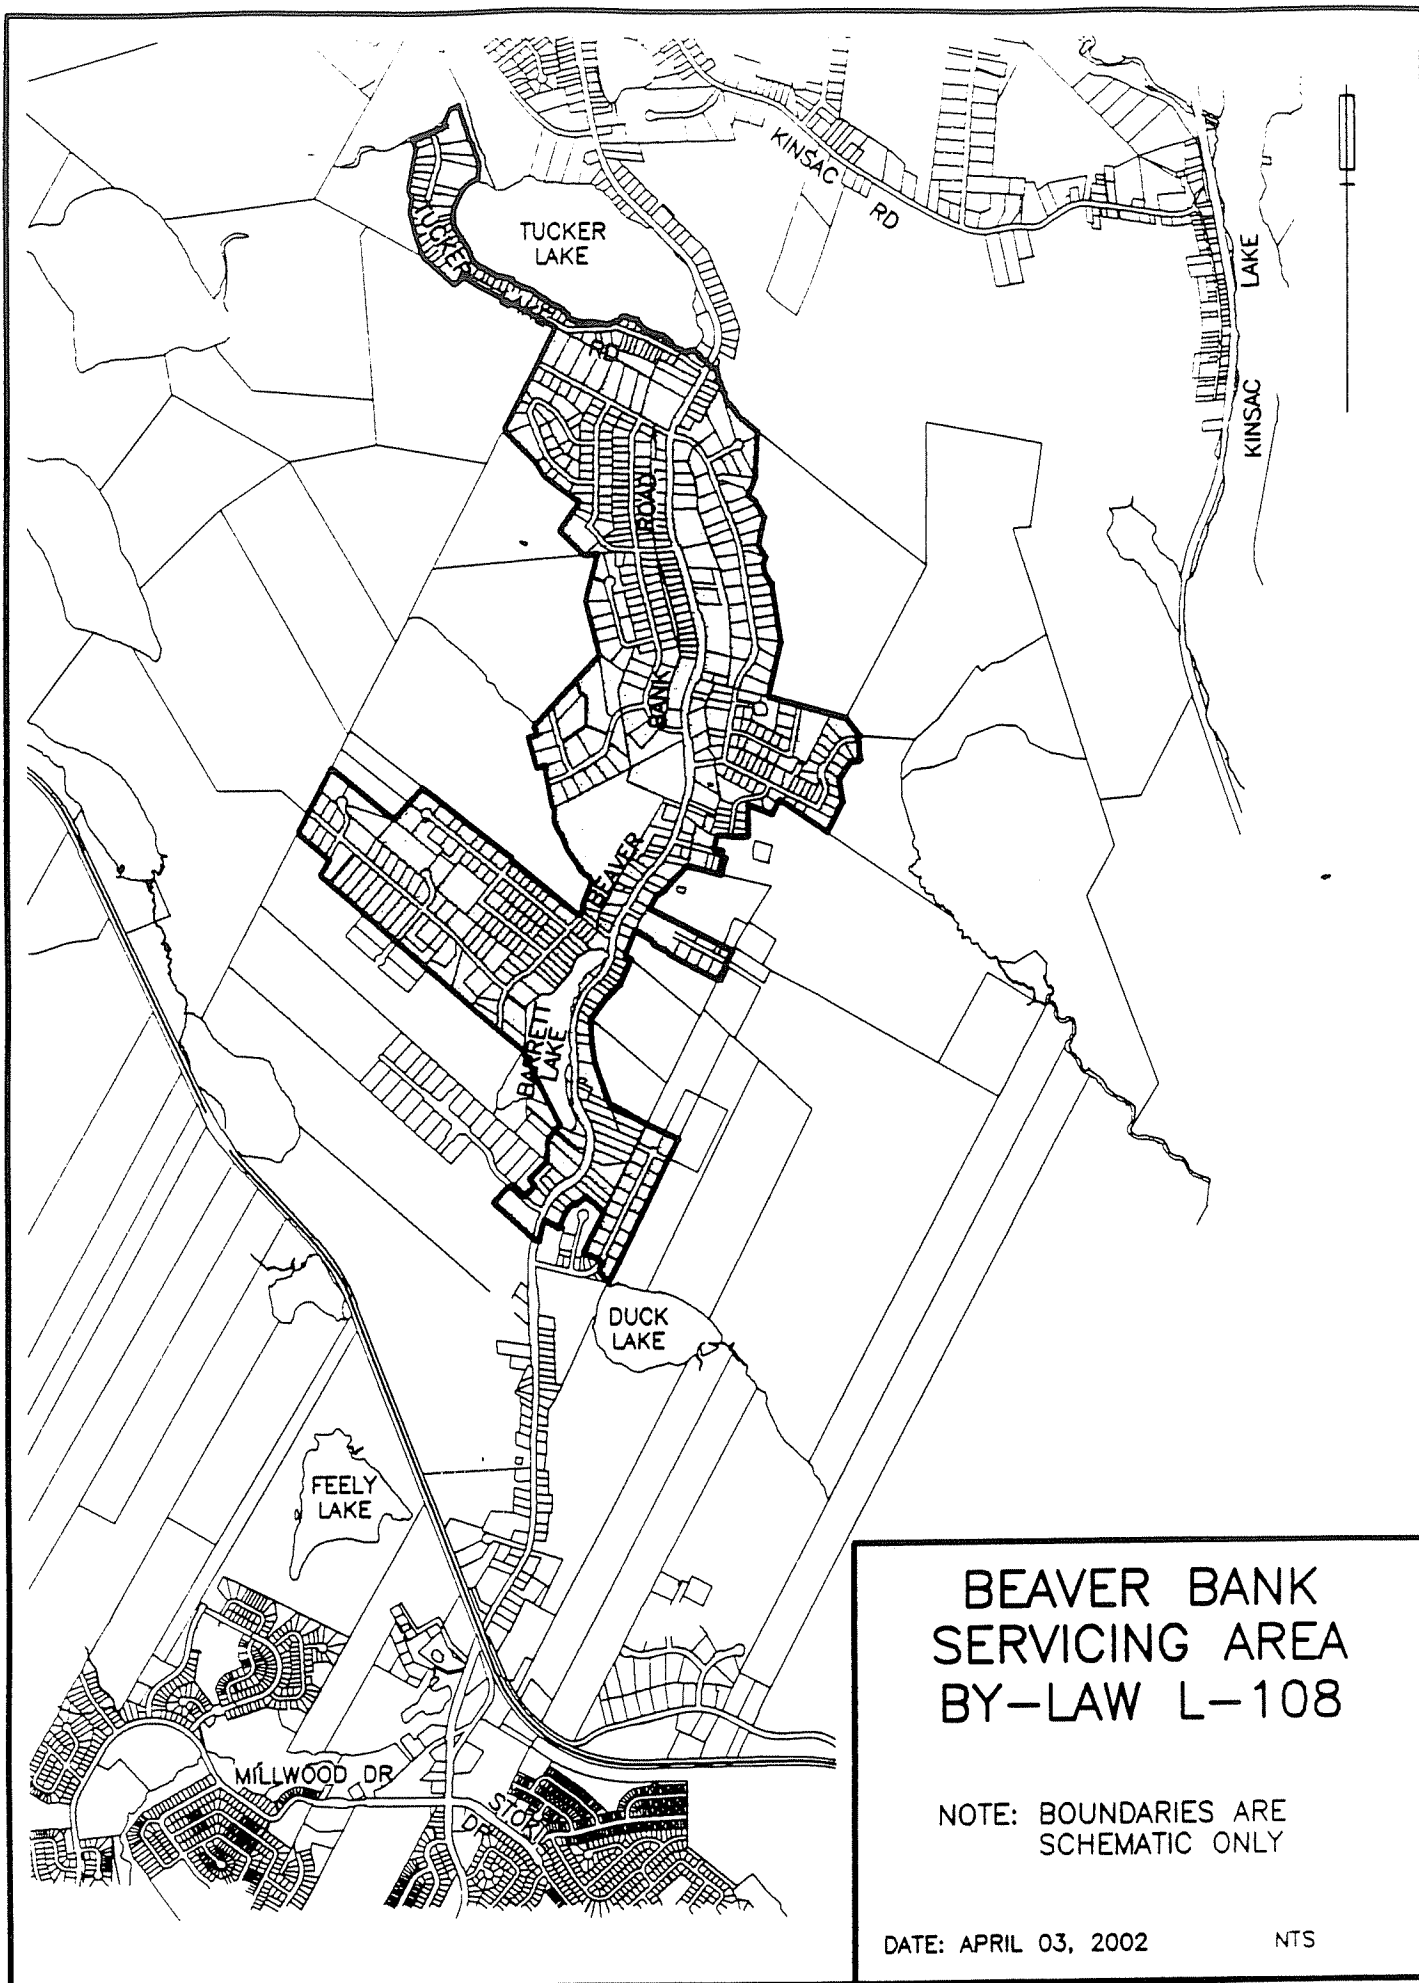 KINSAC
RD
TUCKER
LAKE
TUCKER LAKE
RD
LAKE
KINSAC
ROAD
BANK
BEAVER
BARRETT
LAKE
DUCK
LAKE
FEELY
LAKE
MILLWOOD DR
STOKIL
DR
BEAVER BANK
SERVICING AREA
BY-LAW L-108
NOTE: BOUNDARIES ARE
SCHEMATIC ONLY
DATE: APRIL 03, 2002
NTS